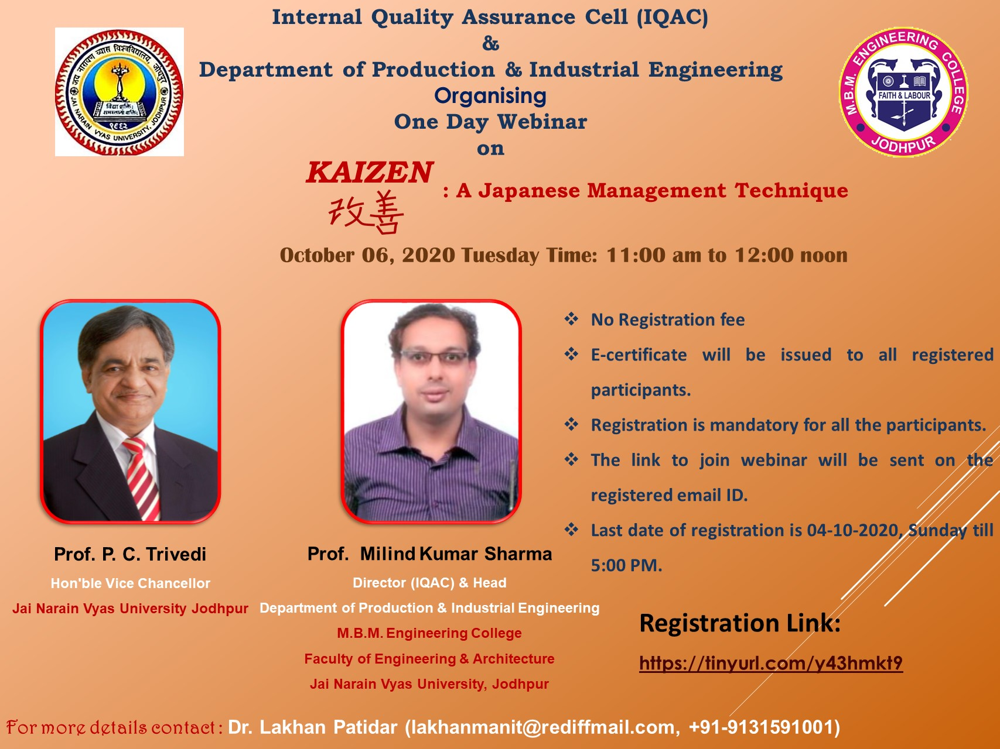 Internal Quality Assurance Cell (IQAC)
&
Department of Production & Industrial Engineering
Organising
One Day Webinar
on
KAIZEN
改善
: A Japanese Management Technique
October 06, 2020 Tuesday Time: 11:00 am to 12:00 noon
जय नारायण व्यास विश्वविद्यालय, जोधपुर
विद्या शक्ति:
१९६२
JAI NARAIN VYAS UNIVERSITY, JODHPUR
M.B.M. ENGINEERING COLLEGE
FAITH & LABOUR
JODHPUR
Prof. P. C. Trivedi
Hon'ble Vice Chancellor
Jai Narain Vyas University Jodhpur
Prof. Milind Kumar Sharma
Director (IQAC) & Head
Department of Production & Industrial Engineering
M.B.M. Engineering College
Faculty of Engineering & Architecture
Jai Narain Vyas University, Jodhpur
❖ No Registration fee
❖ E-certificate will be issued to all registered
participants.
❖ Registration is mandatory for all the participants.
❖ The link to join webinar will be sent on the
registered email ID.
❖ Last date of registration is 04-10-2020, Sunday till
5:00 PM.
Registration Link:
https://tinyurl.com/y43hmkt9
For more details contact : Dr. Lakhan Patidar (lakhanmanit@rediffmail.com, +91-9131591001)